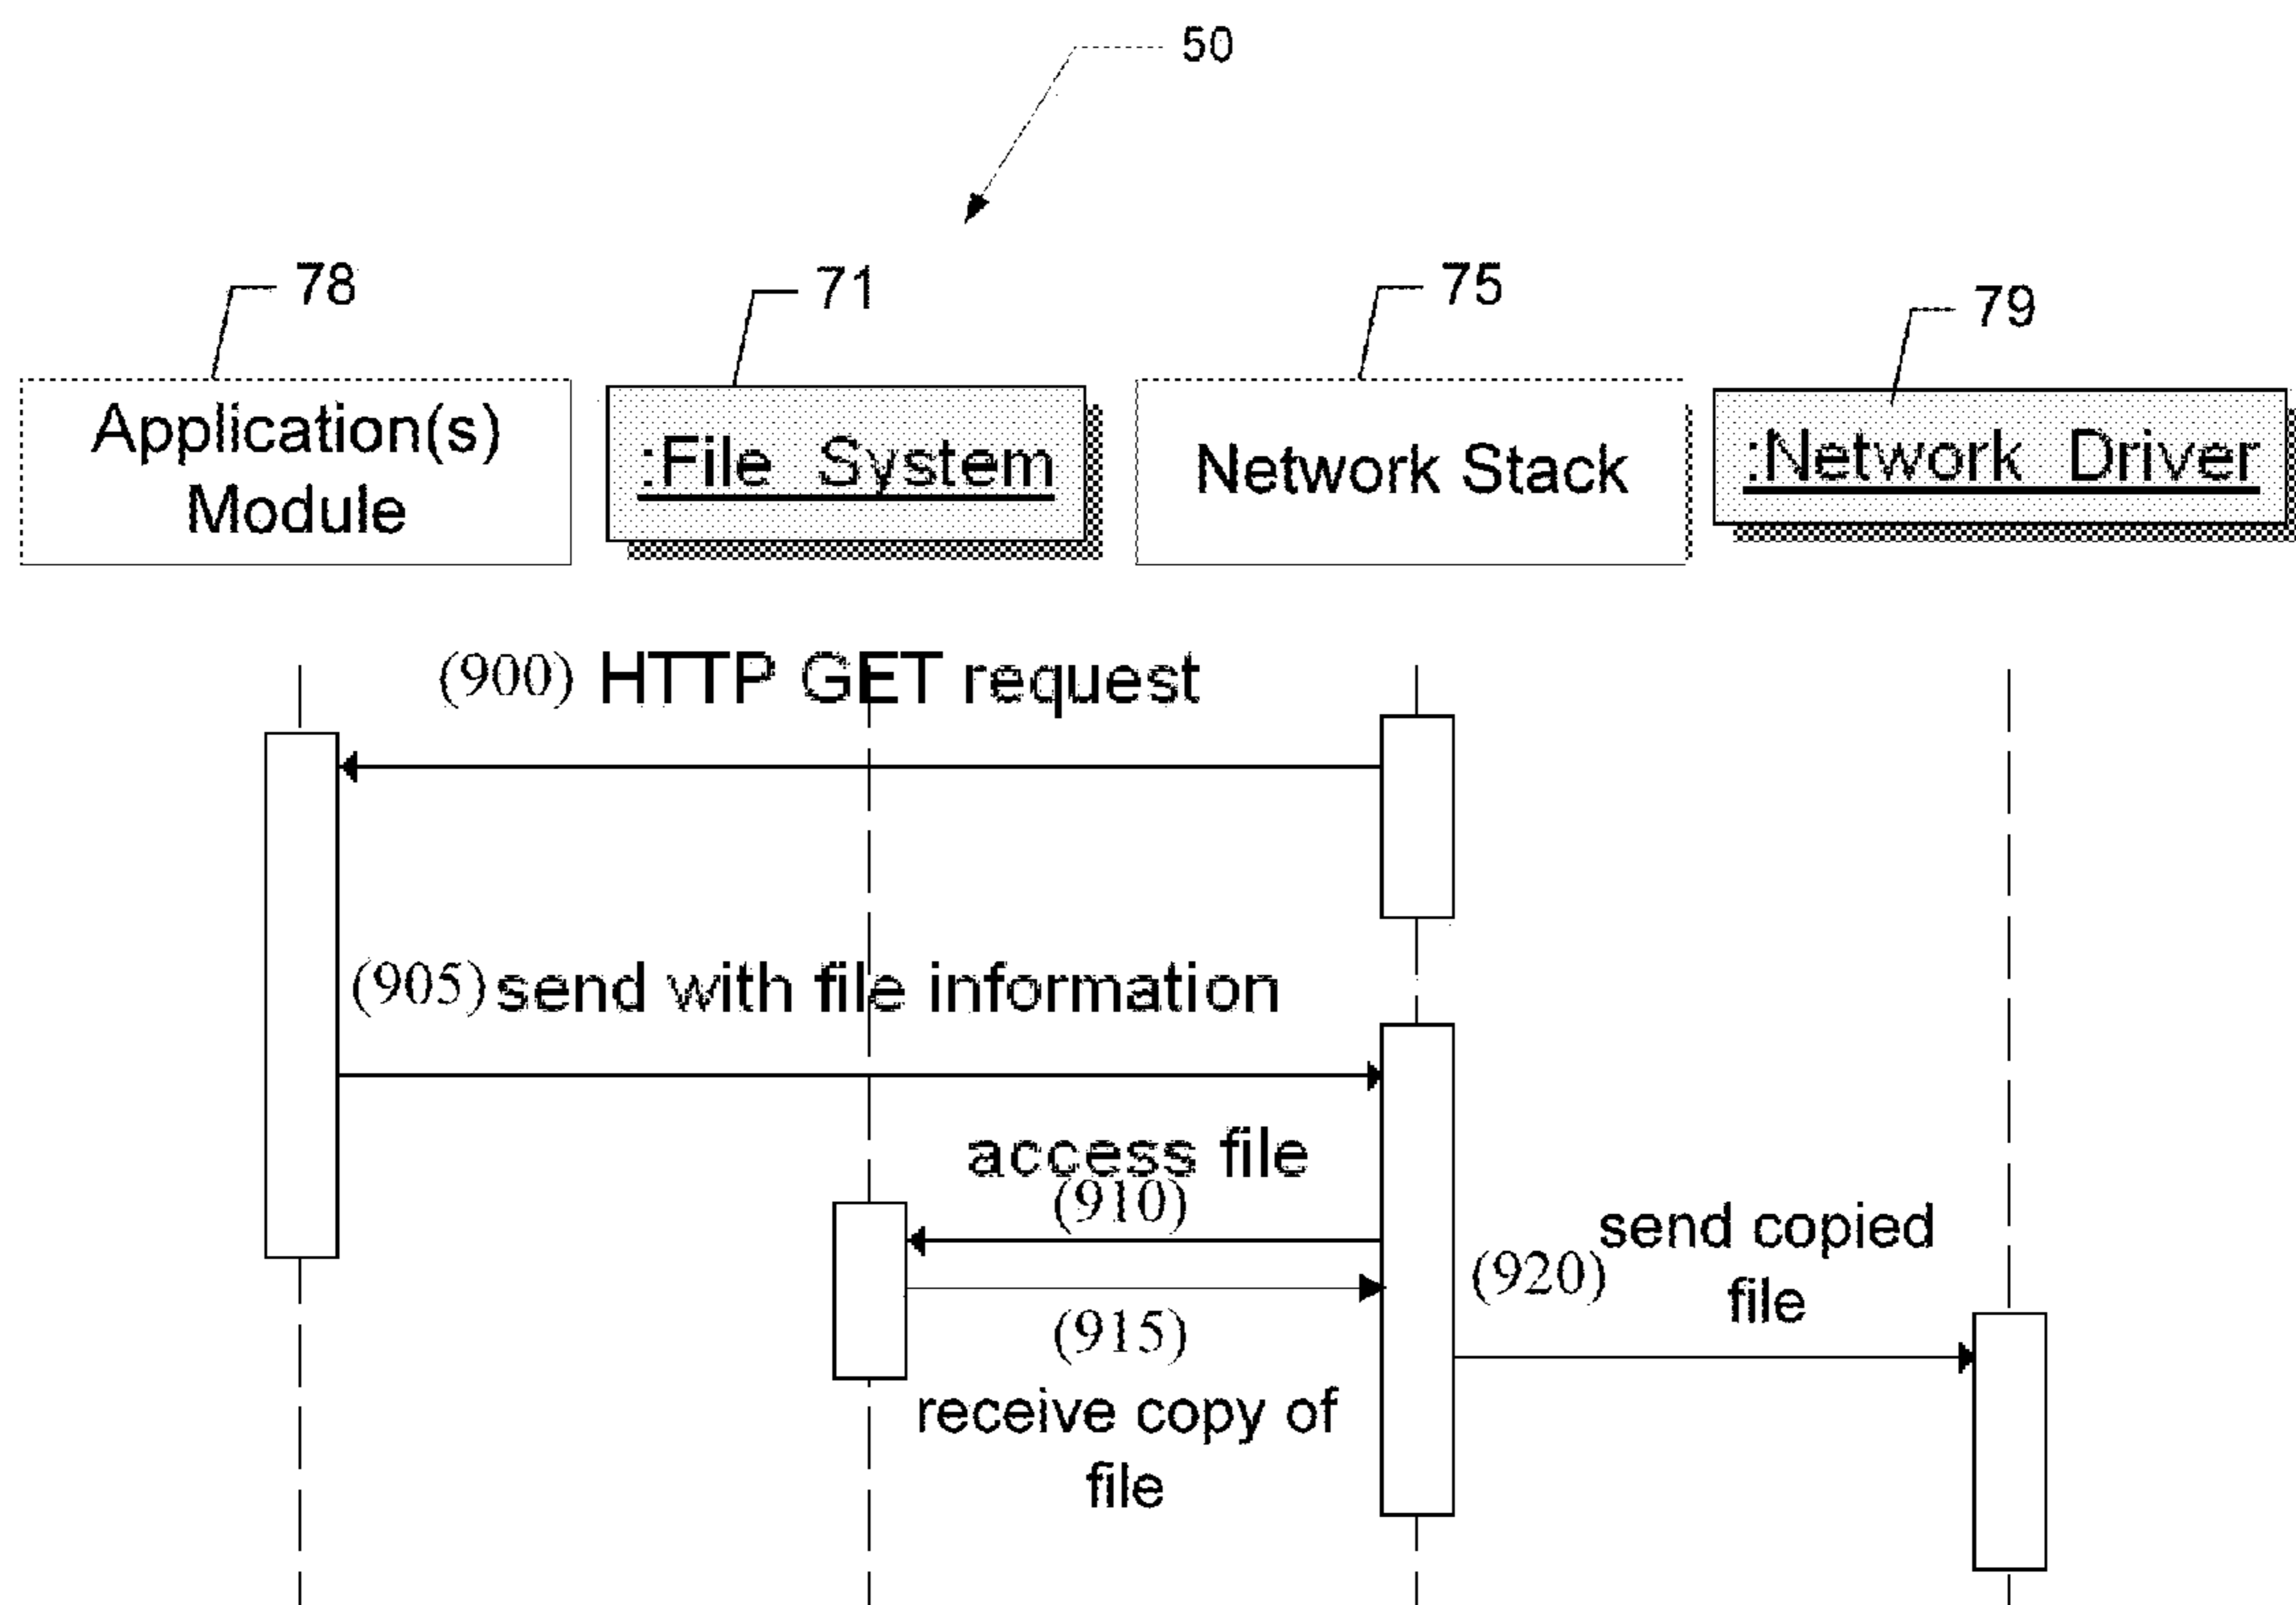 50
78
71
75
79
Application(s)
Module
:File System
Network Stack
:Network Driver
(900) HTTP GET request
(905) send with file information
access file
(910)
send copied
(920)
file
(915)
receive copy of
file